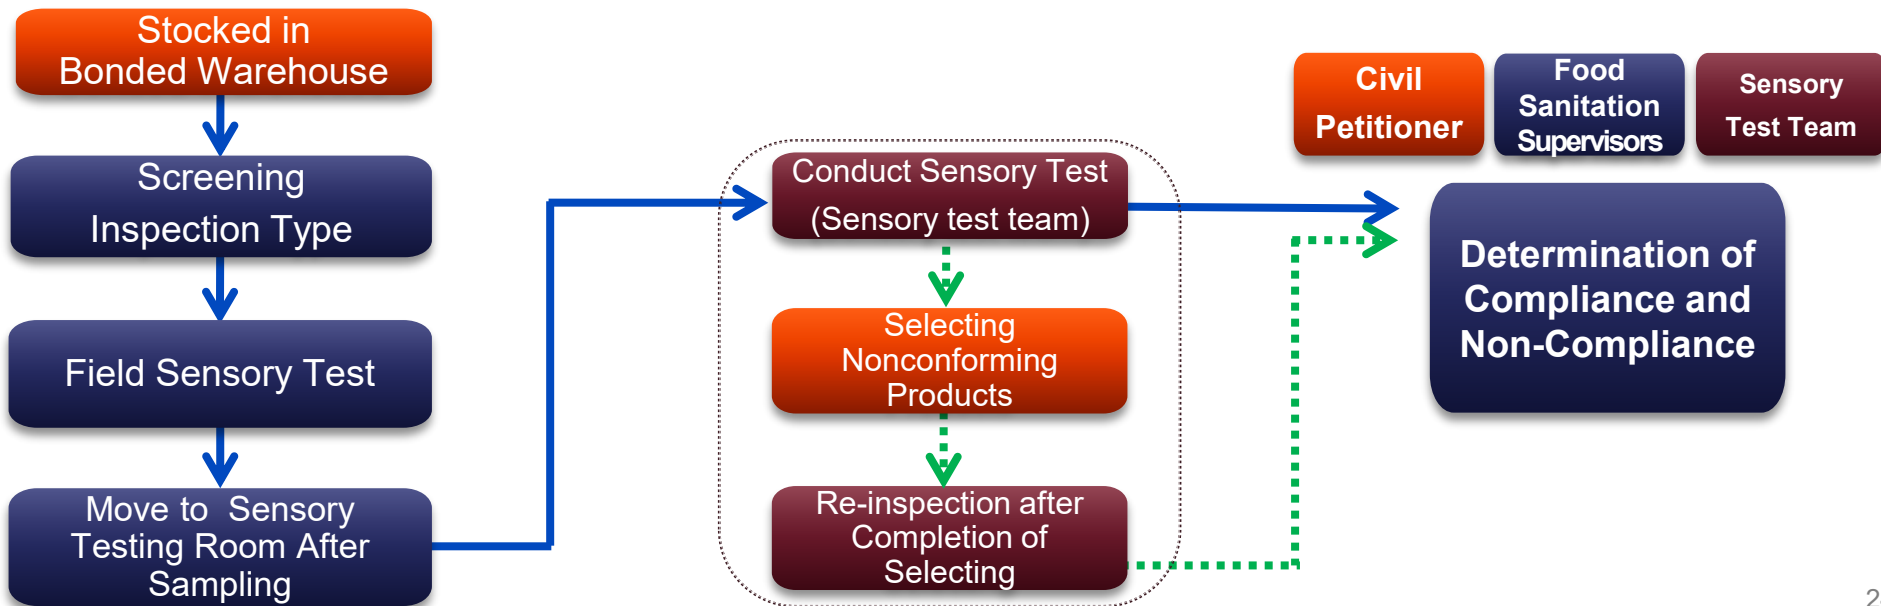 Stocked in
Bonded Warehouse
Screening
Inspection Type
Field Sensory Test
Move to Sensory
Testing Room After
Sampling
Conduct Sensory Test
(Sensory test team)
Selecting
Nonconforming
Products
Re-inspection after
Completion of
Selecting
Civil
Petitioner
Food
Sanitation
Supervisors
Sensory
Test Team
Determination of
Compliance and
Non-Compliance